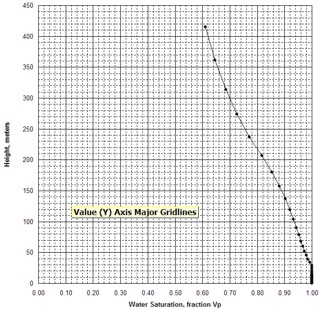 450
400
350
300
250
200
150
100
50
0
Height, meters
Value (Y) Axis Major Gridlines
0.00 0.10 0.20 0.30 0.40 0.50 0.60 0.70 0.80 0.90 1.00
Water Saturation, fraction Vp